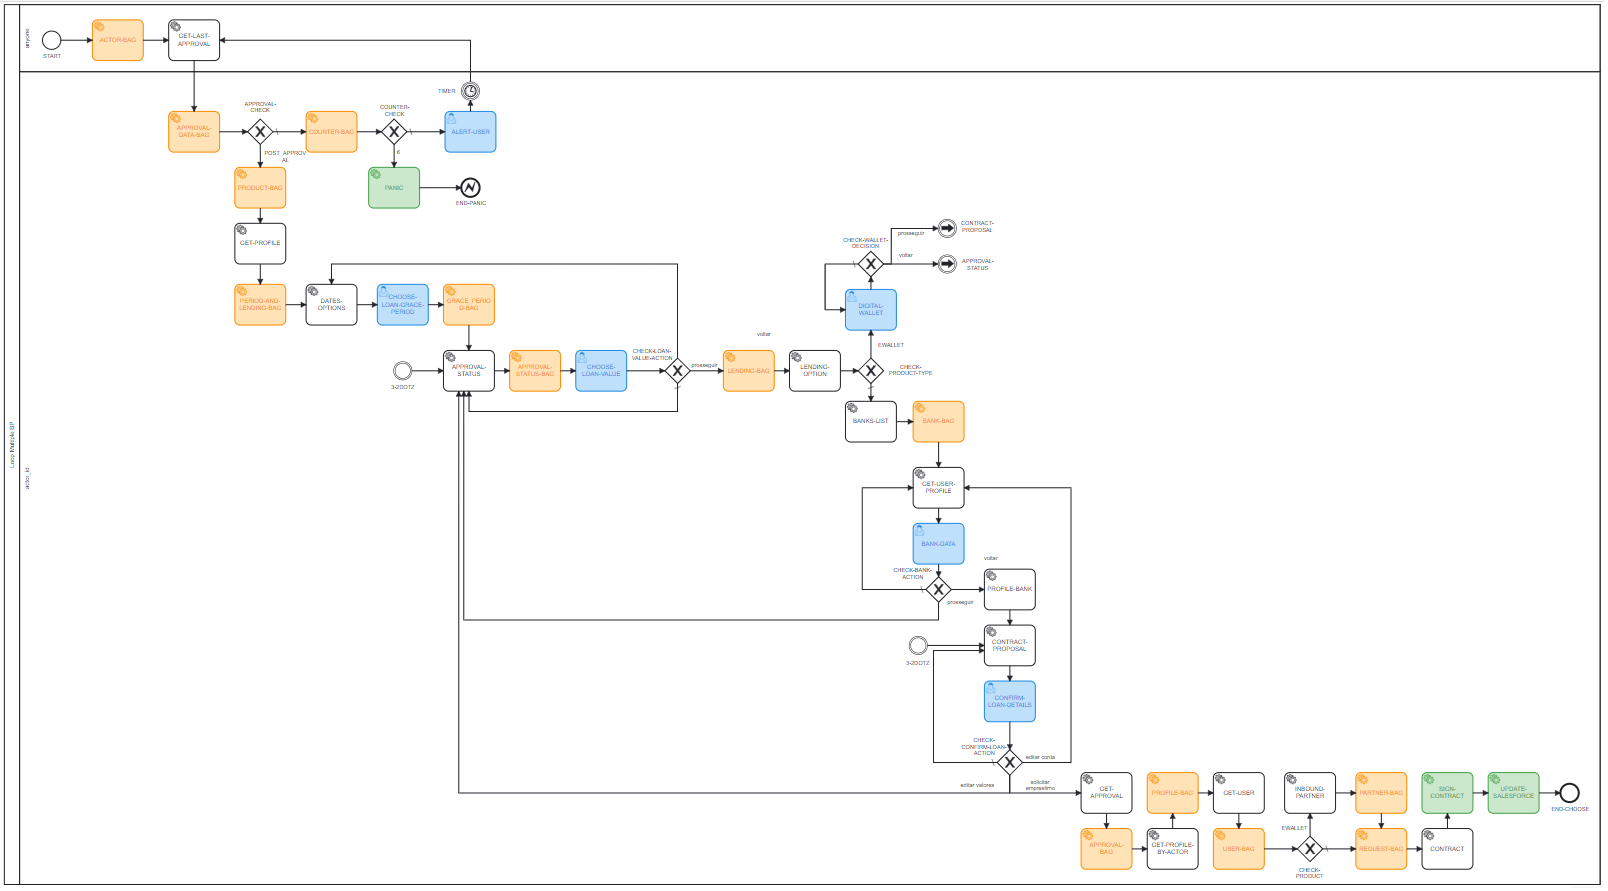 anyone
START
ACTOR-BAG
GET-LAST-
APPROVAL
TIMER
APPROVAL-
DATA-BAG
APPROVAL-
CHECK
POST_APPROV
AL
COUNTER-BAG
COUNTER-
CHECK
6
ALERT-USER
PRODUCT-BAG
PANIC
END-PANIC
GET-PROFILE
CHECK-WALLET-
DECISION
prosseguir
CONTRACT-
PROPOSAL
voltar
APPROVAL-
STATUS
PERIOD-AND-
LENDING-BAG
DATES-
OPTIONS
CHOOSE-
LOAN-GRACE-
PERIOD
GRACE_PERIO
D-BAG
DIGITAL-
WALLET
voltar
EWALLET
3-2DOTZ
APPROVAL-
STATUS
APPROVAL-
STATUS-BAG
CHOOSE-
LOAN-VALUE
CHECK-LOAN-
VALUE-ACTION
prosseguir
LENDING-BAG
LENDING-
OPTION
CHECK-
PRODUCT-TYPE
BANKS-LIST
BANK-BAG
Loop Multiple BP
actor_id
GET-USER-
PROFILE
BANK-DATA
voltar
CHECK-BANK-
ACTION
prosseguir
PROFILE-BANK
3-2DOTZ
CONTRACT-
PROPOSAL
CONFIRM-
LOAN-DETAILS
CHECK-
CONFIRM-LOAN-
ACTION
editar conta
editar valores
solicitar
emprestimo
GET-
APPROVAL
PROFILE-BAG
GET-USER
INBOUND-
PARTNER
PARTNER-BAG
SIGN-
CONTRACT
UPDATE-
SALESFORCE
END-CHOOSE
APPROVAL-
BAG
GET-PROFILE-
BY-ACTOR
USER-BAG
EWALLET
CHECK-
PRODUCT
REQUEST-BAG
CONTRACT